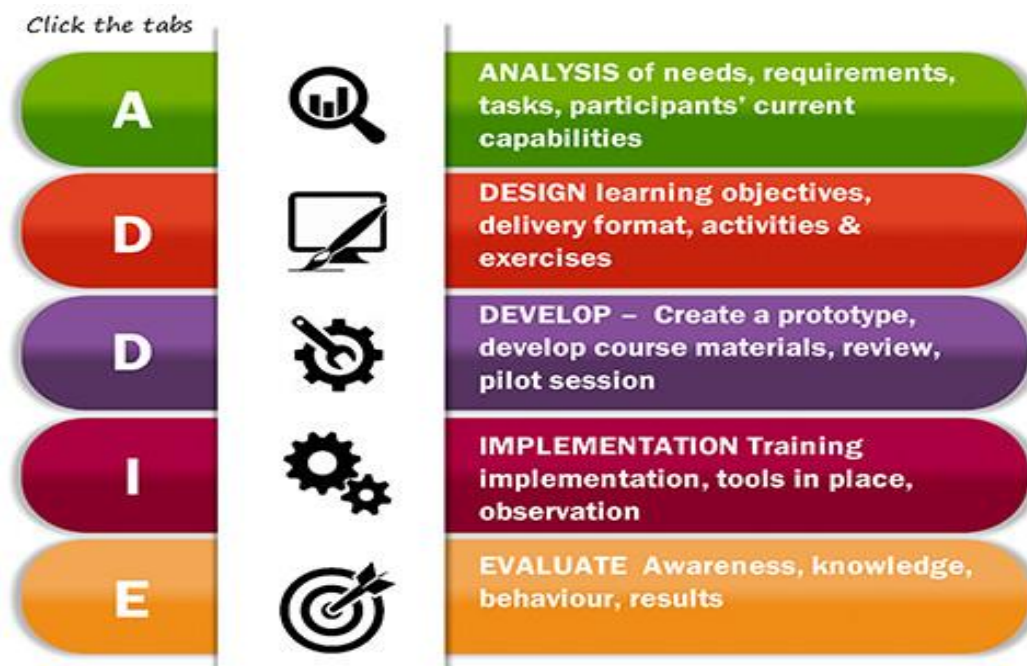 Click the tabs
A
ANALYSIS of needs, requirements,
tasks, participants' current
capabilities
D
DESIGN learning objectives,
delivery format, activities &
exercises
D
DEVELOP – Create a prototype,
develop course materials, review,
pilot session
I
IMPLEMENTATION Training
implementation, tools in place,
observation
E
EVALUATE Awareness, knowledge,
behaviour, results